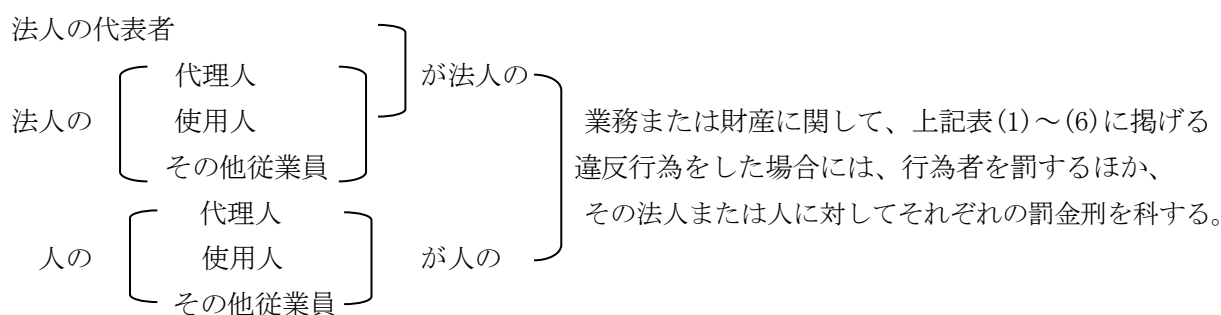 法人の代表者
代理人 が法人の
法人の 使用人 業務または財産に関して、上記表(1)～(6)に掲げる
その他従業員 違反行為をした場合には、行為者を罰するほか、
代理人 その法人または人に対してそれぞれの罰金刑を科する。
人の 使用人 が人の
その他従業員